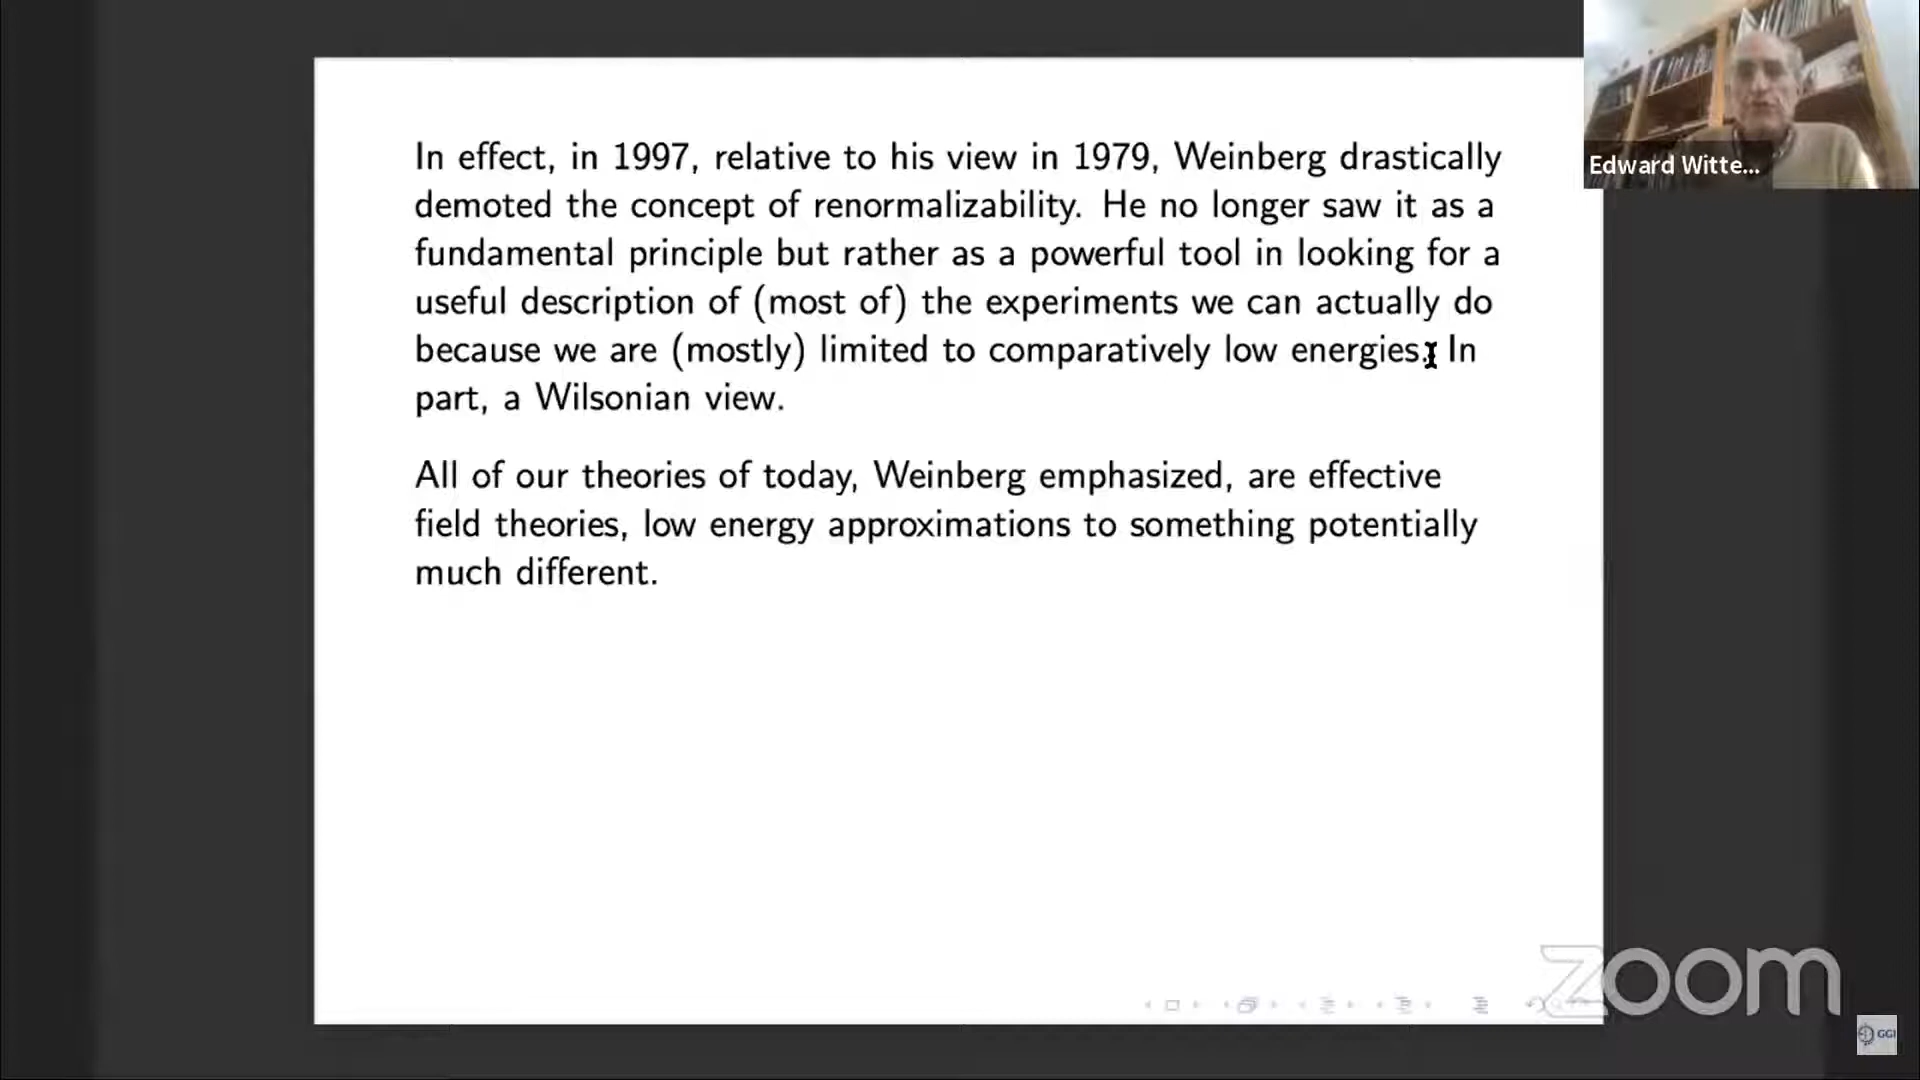 In effect, in 1997, relative to his view in 1979, Weinberg drastically
demoted the concept of renormalizability. He no longer saw it as a
fundamental principle but rather as a powerful tool in looking for a
useful description of (most of) the experiments we can actually do
because we are (mostly) limited to comparatively low energies. In
part, a Wilsonian view.
All of our theories of today, Weinberg emphasized, are effective
field theories, low energy approximations to something potentially
much different.
Edward Witte...
zoom
GGI